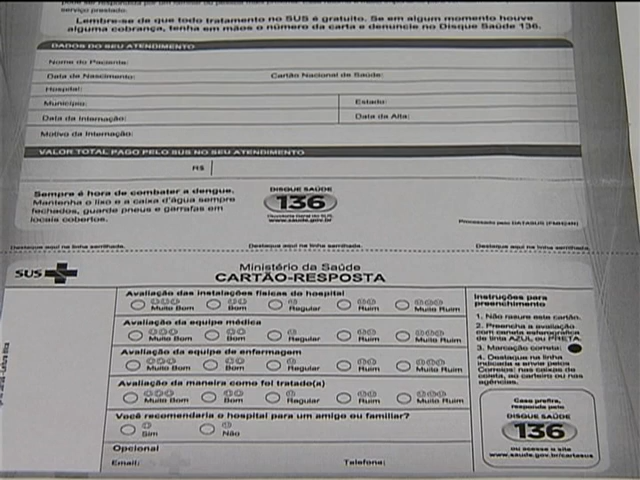 Lembre-se de que todo tratamento no SUS é gratuito. Se em algum momento houve
alguma cobrança, tenha em mãos o número da carta e denuncie no Disque Saúde 136.
DADOS DO SEU ATENDIMENTO
Nome do Paciente:
Data de Nascimento: Cartão Nacional de Saúde:
Hospital:
Município: Estado:
Data da Internação: Data da Alta:
Motivo da Internação:
VALOR TOTAL PAGO PELO SUS NO SEU ATENDIMENTO
R$
Sempre é hora de combater a dengue.
Mantenha o lixo e a caixa d'água sempre
fechados, guarde pneus e garrafas em
locais cobertos.
DISQUE SAÚDE
136
Ouvidoria Geral do SUS
www.saude.gov.br
Processado pelo DATASUS
Destaque aqui na linha serrilhada. Destaque aqui na linha serrilhada. Destaque aqui na linha serrilhada.
SUS
Ministério da Saúde
CARTÃO-RESPOSTA
Avaliação das instalações físicas do hospital
Muito Bom Bom Regular Ruim Muito Ruim
Avaliação da equipe médica
Muito Bom Bom Regular Ruim Muito Ruim
Avaliação da equipe de enfermagem
Muito Bom Bom Regular Ruim Muito Ruim
Avaliação da maneira como foi tratado(a)
Muito Bom Bom Regular Ruim Muito Ruim
Você recomendaria o hospital para um amigo ou familiar?
Sim Não
Opcional
Email: Telefone:
Instruções para
preenchimento
1. Não rasure este cartão.
2. Preencha a avaliação
com caneta esferográfica
de tinta AZUL ou PRETA.
3. Marcação correta:
4. Destaque na linha
indicada e envie pelos
Correios: nas caixas de
coleta, ao carteiro ou nas
agências.
Caso prefira,
responda pelo
DISQUE SAÚDE
136
ou acesse o site
www.saude.gov.br/cartasus